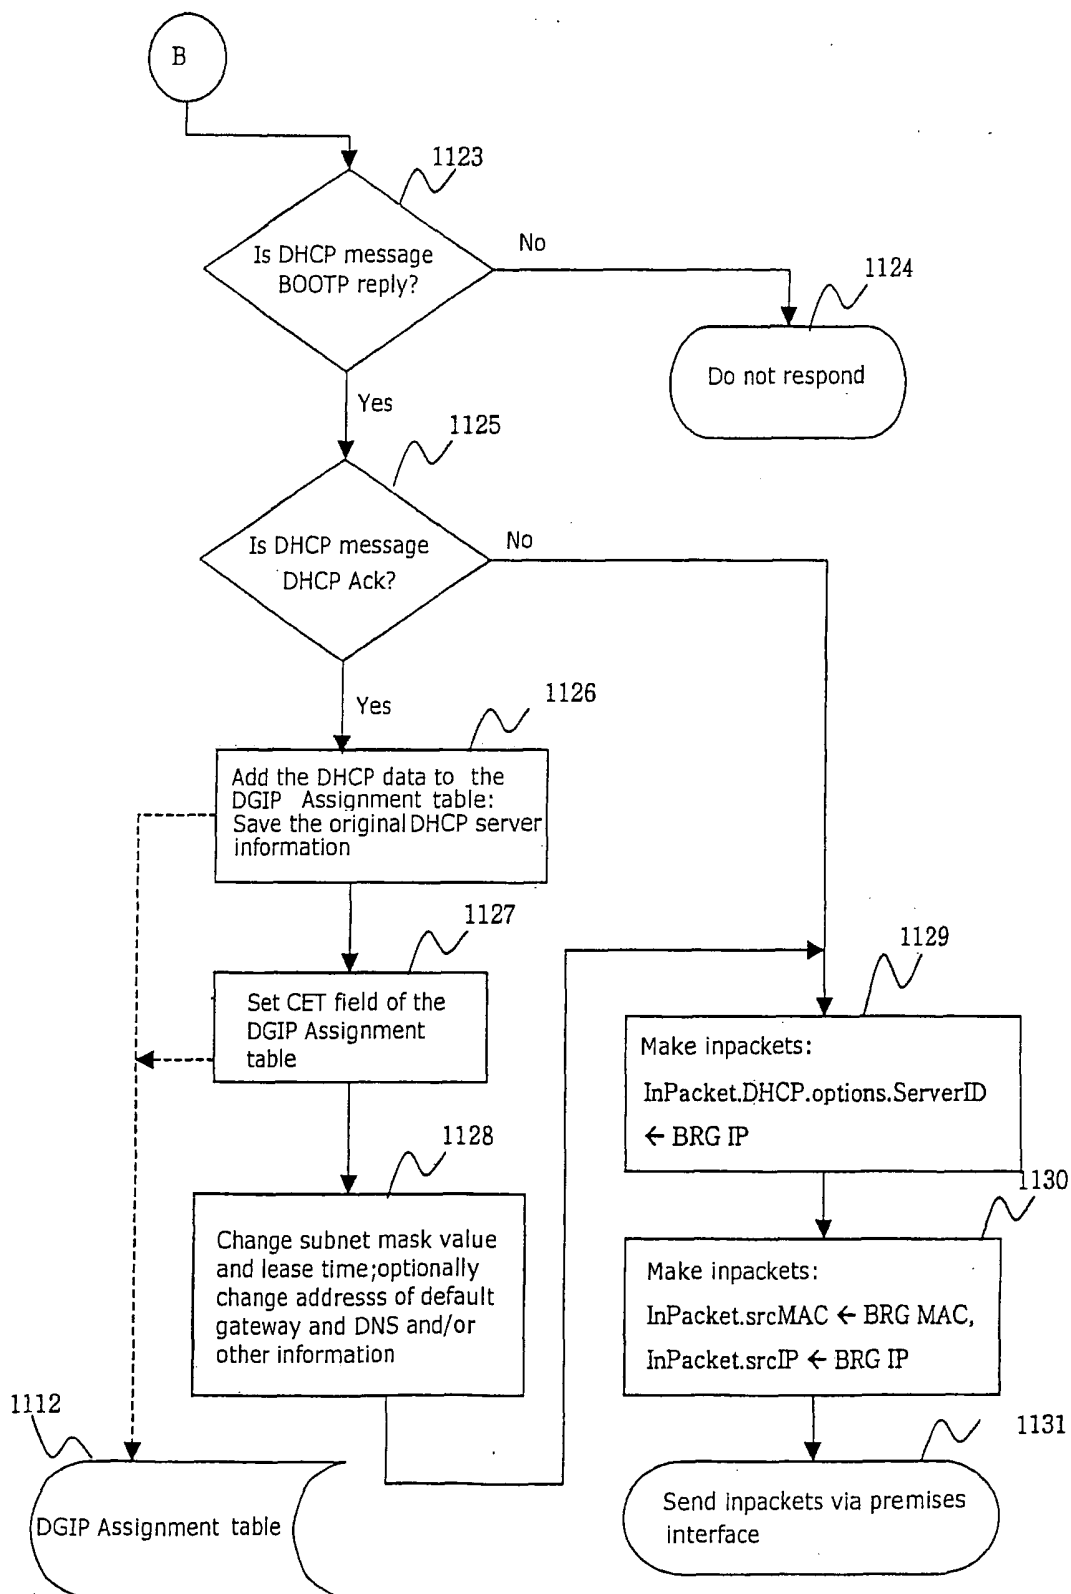 B
1123
Is DHCP message
BOOTP reply?
No
1124
Do not respond
Yes
1125
Is DHCP message
DHCP Ack?
No
Yes
1126
Add the DHCP data to the
DGIP Assignment table:
Save the original DHCP server
information
1127
Set CET field of the
DGIP Assignment
table
1128
Change subnet mask value
and lease time;optionally
change addresss of default
gateway and DNS and/or
other information
1112
DGIP Assignment table
1129
Make inpackets:
InPacket.DHCP.options.ServerID
← BRG IP
1130
Make inpackets:
InPacket.srcMAC ← BRG MAC,
InPacket.srcIP ← BRG IP
1131
Send inpackets via premises
interface